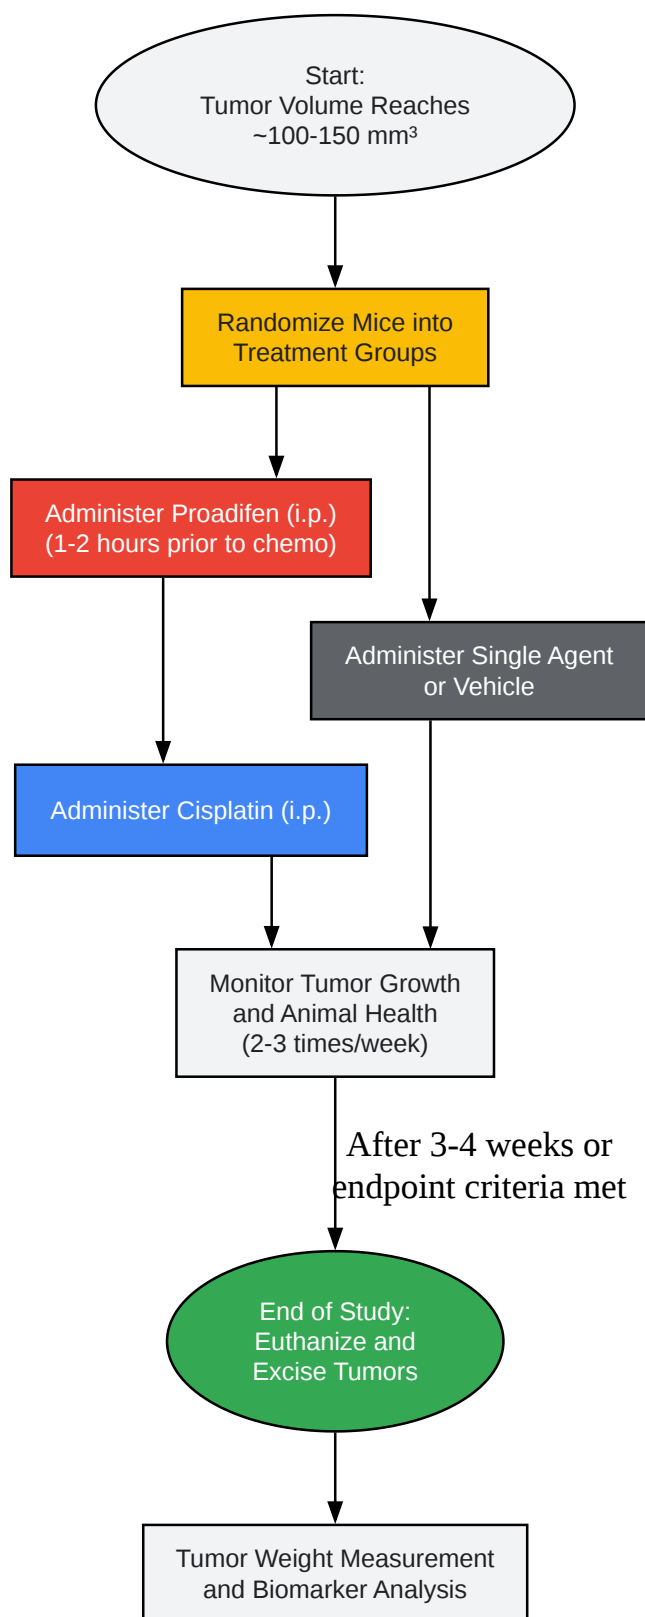 Start:
Tumor Volume Reaches
~100-150 mm³
Randomize Mice into
Treatment Groups
Administer Proadifen (i.p.)
(1-2 hours prior to chemo)
Administer Single Agent
or Vehicle
Administer Cisplatin (i.p.)
Monitor Tumor Growth
and Animal Health
(2-3 times/week)
After 3-4 weeks or
endpoint criteria met
End of Study:
Euthanize and
Excise Tumors
Tumor Weight Measurement
and Biomarker Analysis